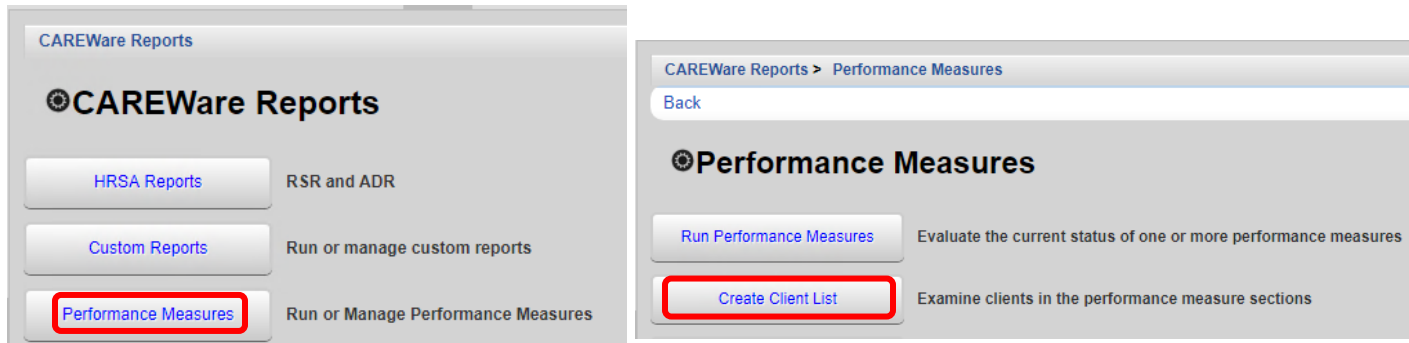 CAREWare Reports
CAREWare Reports
HRSA Reports RSR and ADR
Custom Reports Run or manage custom reports
Performance Measures Run or Manage Performance Measures
CAREWare Reports > Performance Measures
Back
Performance Measures
Run Performance Measures Evaluate the current status of one or more performance measures
Create Client List Examine clients in the performance measure sections